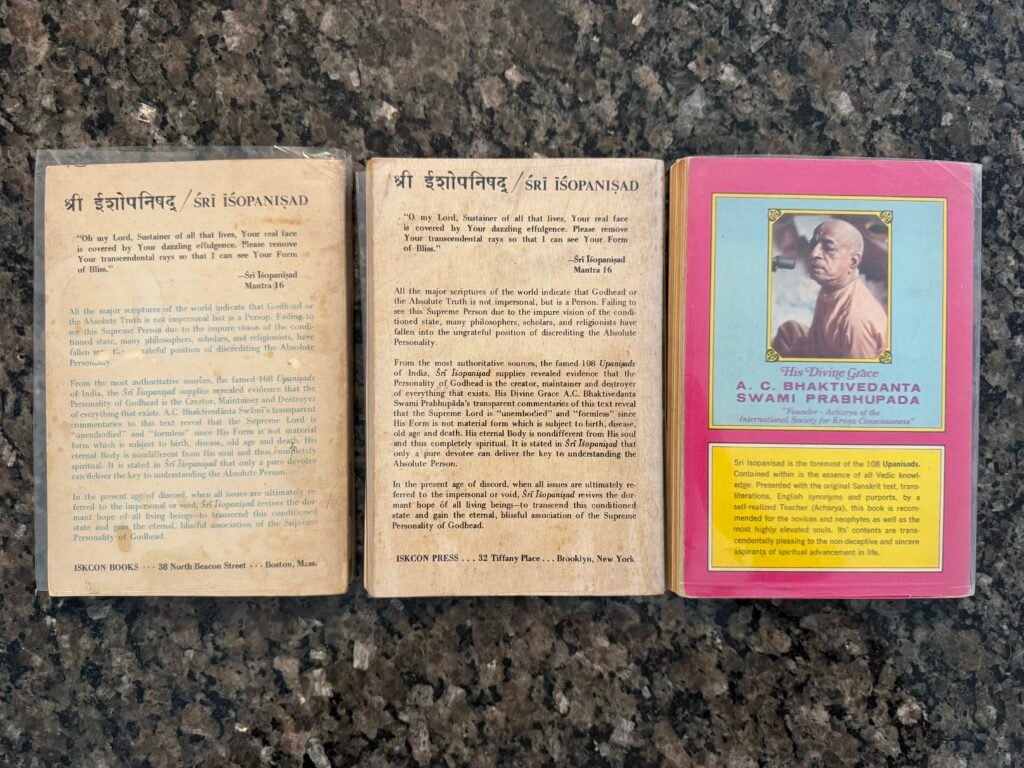 श्री ईशोपनिषद् / ŚRĪ ĪŚOPANIṢAD
"Oh my Lord, Sustainer of all that lives, Your real face
is covered by Your dazzling effulgence. Please remove
Your transcendental rays so that I can see Your Form
of Bliss."
—Śrī Īśopaniṣad
Mantra 16
All the major scriptures of the world indicate that Godhead or
the Absolute Truth is not impersonal but is a Person. Failing to
see this Supreme Person due to the impure vision of the condi-
tioned state, many philosophers, scholars, and religionists, have
fallen into the ungrateful position of discrediting the Absolute
Personality.
From the most authoritative sources, the famed 108 Upaniṣads
of India, the Śrī Īśopaniṣad supplies revealed evidence that the
Personality of Godhead is the Creator, Maintainer and Destroyer
of everything that exists. A.C. Bhaktivedānta Swāmī's transparent
commentaries to this text reveal that the Supreme Lord is
"unembodied" and "formless" since His Form is not material
form which is subject to birth, disease, old age and death. His
eternal Body is nondifferent from His soul and thus completely
spiritual. It is stated in Śrī Īśopaniṣad that only a pure devotee
can deliver the key to understanding the Absolute Person.
In the present age of discord, when all issues are ultimately re-
ferred to the impersonal or void, Śrī Īśopaniṣad revives the dor-
mant hope of all living beings—to transcend this conditioned
state and gain the eternal, blissful association of the Supreme
Personality of Godhead.
ISKCON BOOKS --- 38 North Beacon Street . . . Boston, Mass.
श्री ईशोपनिषद् / ŚRĪ ĪŚOPANIṢAD
"O my Lord, Sustainer of all that lives, Your real face
is covered by Your dazzling effulgence. Please remove
Your transcendental rays so that I can see Your Form
of Bliss."
—Śrī Īśopaniṣad
Mantra 16
All the major scriptures of the world indicate that Godhead or
the Absolute Truth is not impersonal, but is a Person. Failing to
see this Supreme Person due to the impure vision of the condi-
tioned state, many philosophers, scholars, and religionists have
fallen into the ungrateful position of discrediting the Absolute
Personality.
From the most authoritative sources, the famed 108 Upaniṣads
of India, Śrī Īśopaniṣad supplies revealed evidence that the
Personality of Godhead is the creator, maintainer and destroyer
of everything that exists. His Divine Grace A.C. Bhaktivedanta
Swami Prabhupāda's transparent commentaries of this text reveal
that the Supreme Lord is "unembodied" and "formless" since
His Form is not material form which is subject to birth, disease,
old age and death. His eternal Body is nondifferent from His soul
and thus completely spiritual. It is stated in Śrī Īśopaniṣad that
only a pure devotee can deliver the key to understanding the
Absolute Person.
In the present age of discord, when all issues are ultimately re-
ferred to the impersonal or void, Śrī Īśopaniṣad revives the dor-
mant hope of all living beings—to transcend this conditioned
state and gain the eternal, blissful association of the Supreme
Personality of Godhead.
ISKCON PRESS . . . 32 Tiffany Place . . . Brooklyn, New York
His Divine Grace
A. C. BHAKTIVEDANTA
SWAMI PRABHUPADA
"Founder - Acharya of the
International Society for Krsna Consciousness"
Sri Isopanisad is the foremost of the 108 Upanisads.
Contained within is the essence of all Vedic knowl-
edge. Presented with the original Sanskrit text, trans-
literations, English synonyms and purports, by a
self-realized Teacher (Acharya), this book is recom-
mended for the novices and neophytes as well as the
most highly elevated souls. Its' contents are trans-
cendentally pleasing to the non-deceptive and sincere
aspirants of spiritual advancement in life.